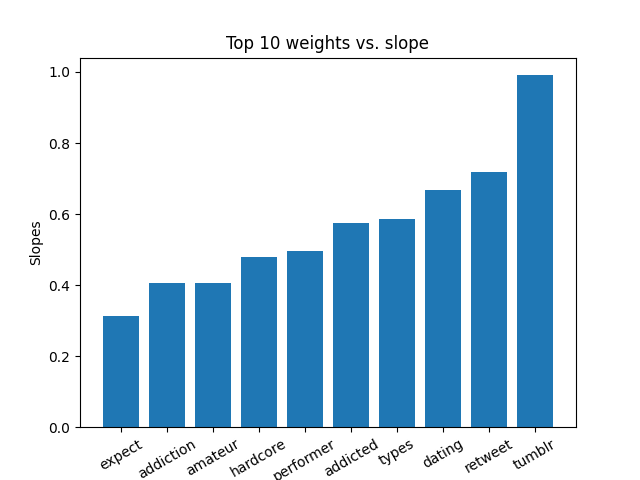 Top 10 weights vs. slope
1.0
0.8
0.6
0.4
0.2
0.0
Slopes
expect
addiction
amateur
hardcore
performer
addicted
types
dating
retweet
tumblr